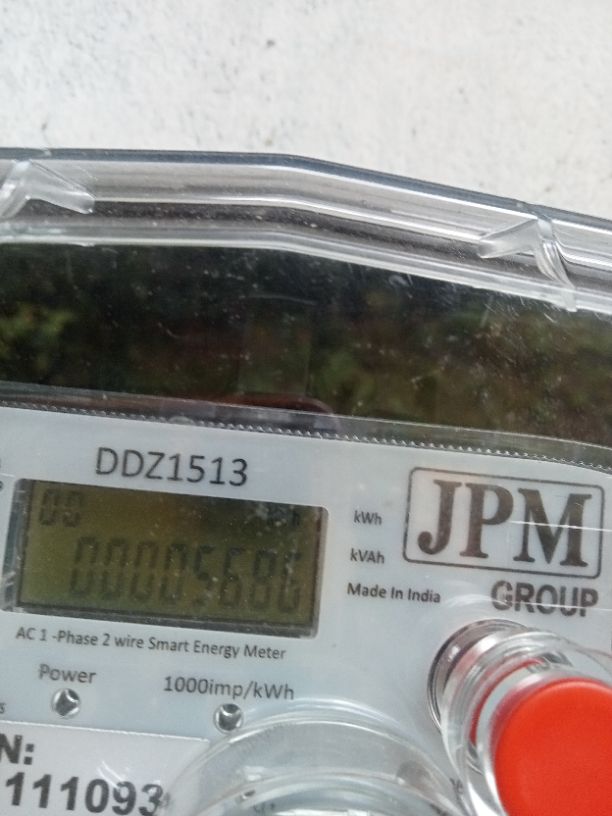 DDZ1513
00
kWh
kVAh
JPM
GROUP
Made In India
AC 1 -Phase 2 wire Smart Energy Meter
Power
1000imp/kWh
N:
111093